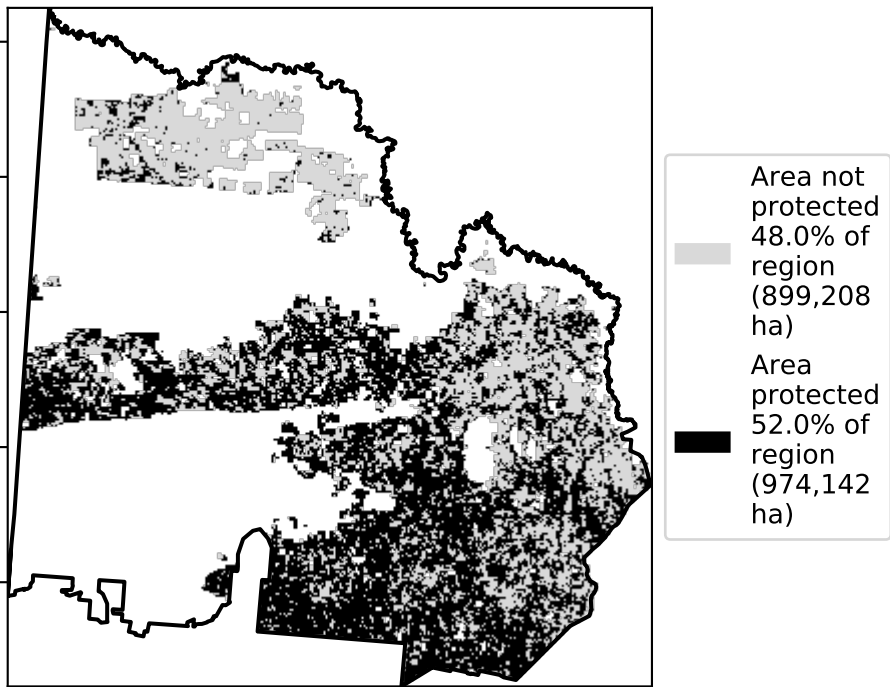 Area not
protected
48.0% of
region
(899,208
ha)
Area
protected
52.0% of
region
(974,142
ha)